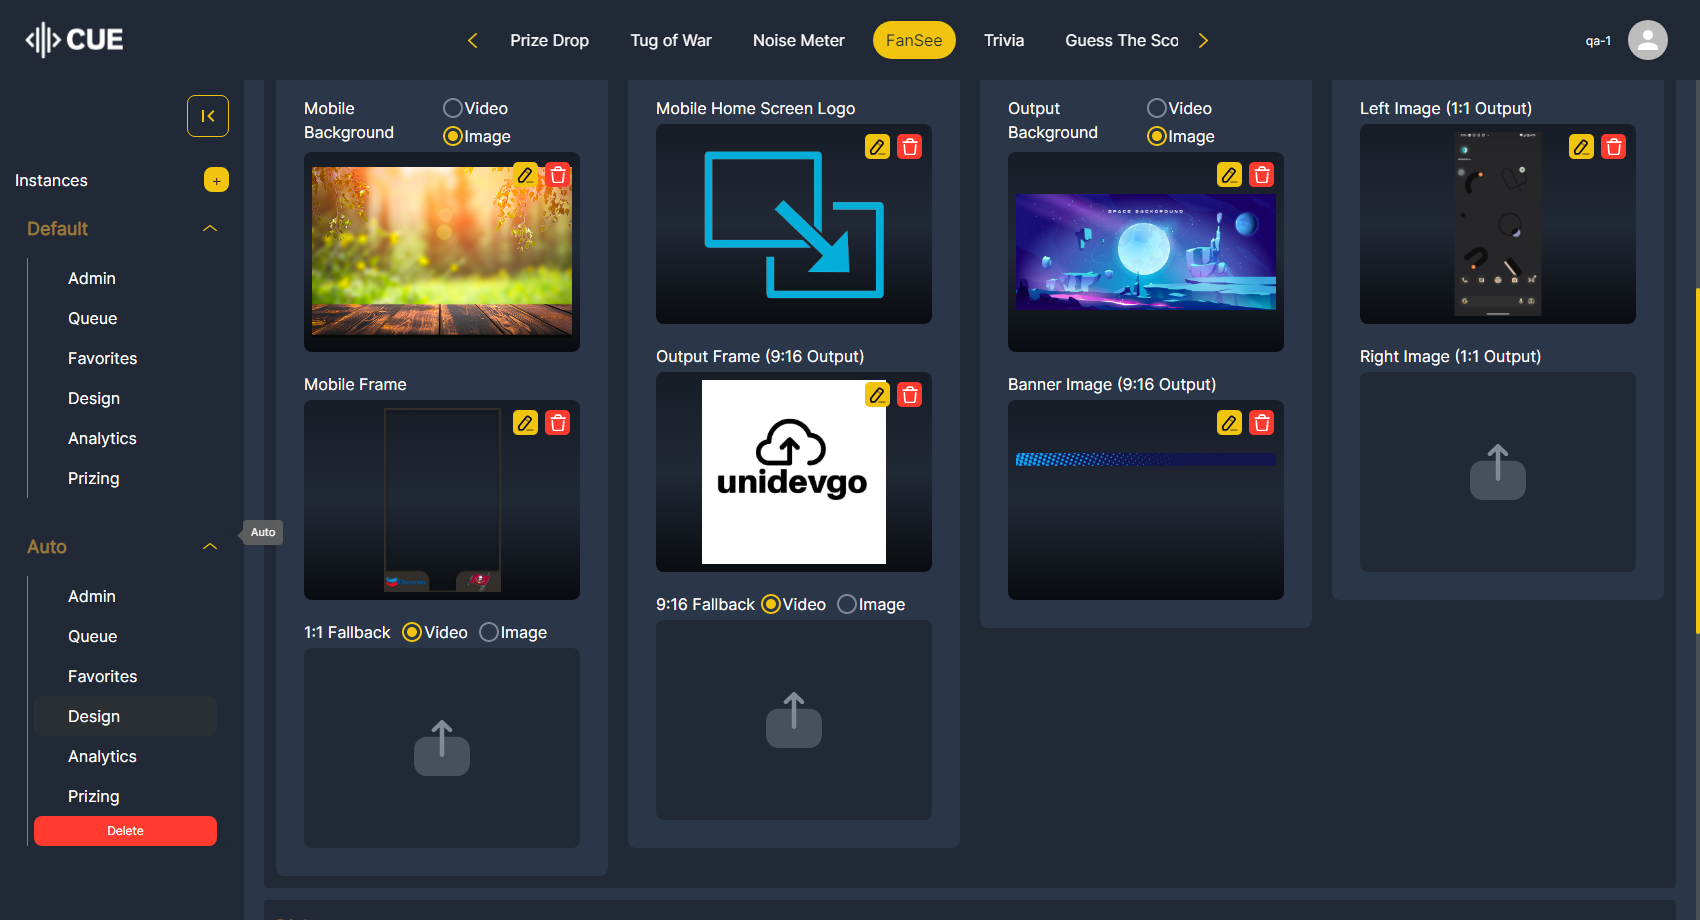 CUE
Prize Drop
Tug of War
Noise Meter
FanSee
Trivia
Guess The Sco
qa-1
Instances
+
Default
Admin
Queue
Favorites
Design
Analytics
Prizing
Auto
Auto
Admin
Queue
Favorites
Design
Analytics
Prizing
Delete
Mobile
Background
Video
Image
Mobile Frame
1:1 Fallback
Video
Image
Mobile Home Screen Logo
Output Frame (9:16 Output)
unidevgo
9:16 Fallback
Video
Image
Output
Background
Video
Image
SPACE BACKGROUND
Banner Image (9:16 Output)
Left Image (1:1 Output)
Right Image (1:1 Output)